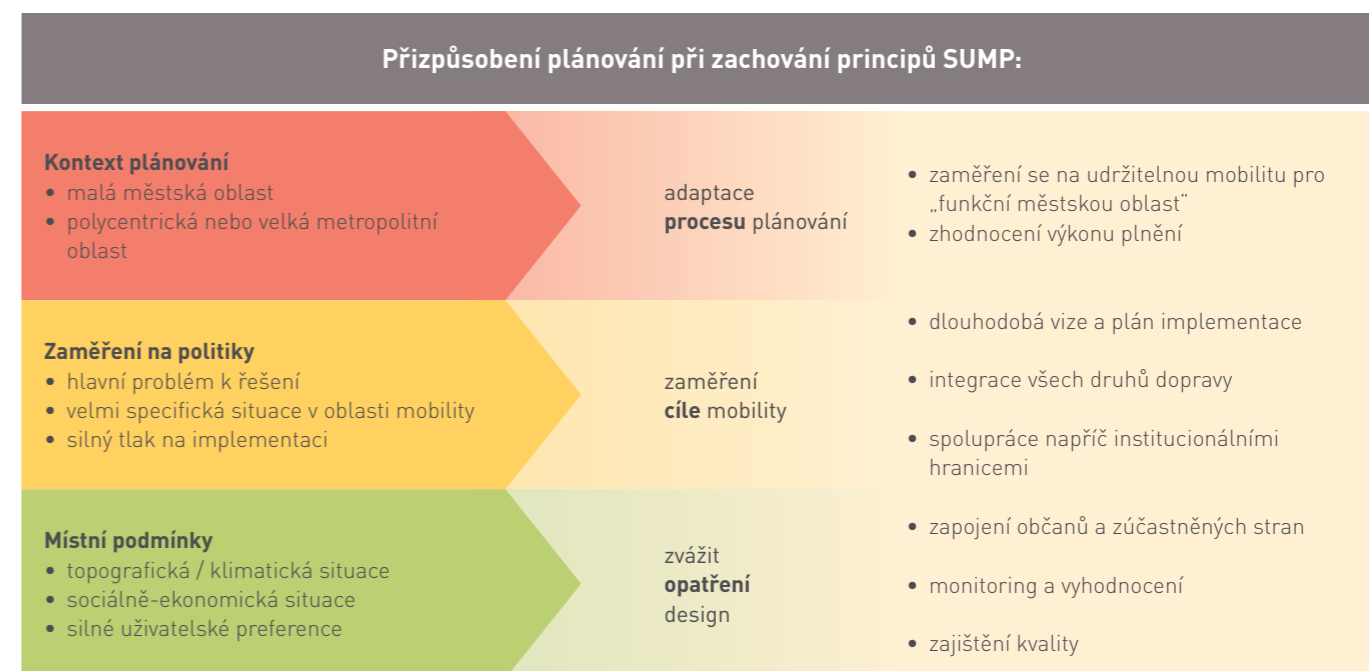 Přizpůsobení plánování při zachování principů SUMP:
Kontext plánování
• malá městská oblast
• polycentrická nebo velká metropolitní
oblast
adaptace
procesu plánování
Zaměření na politiky
• hlavní problém k řešení
• velmi specifická situace v oblasti mobility
• silný tlak na implementaci
zaměření
cíle mobility
Místní podmínky
• topografická / klimatická situace
• sociálně-ekonomická situace
• silné uživatelské preference
zvážit
opatření
design
• zaměření se na udržitelnou mobilitu pro
„funkční městskou oblast“
• zhodnocení výkonu plnění
• dlouhodobá vize a plán implementace
• integrace všech druhů dopravy
• spolupráce napříč institucionálními
hranicemi
• zapojení občanů a zúčastněných stran
• monitoring a vyhodnocení
• zajištění kvality